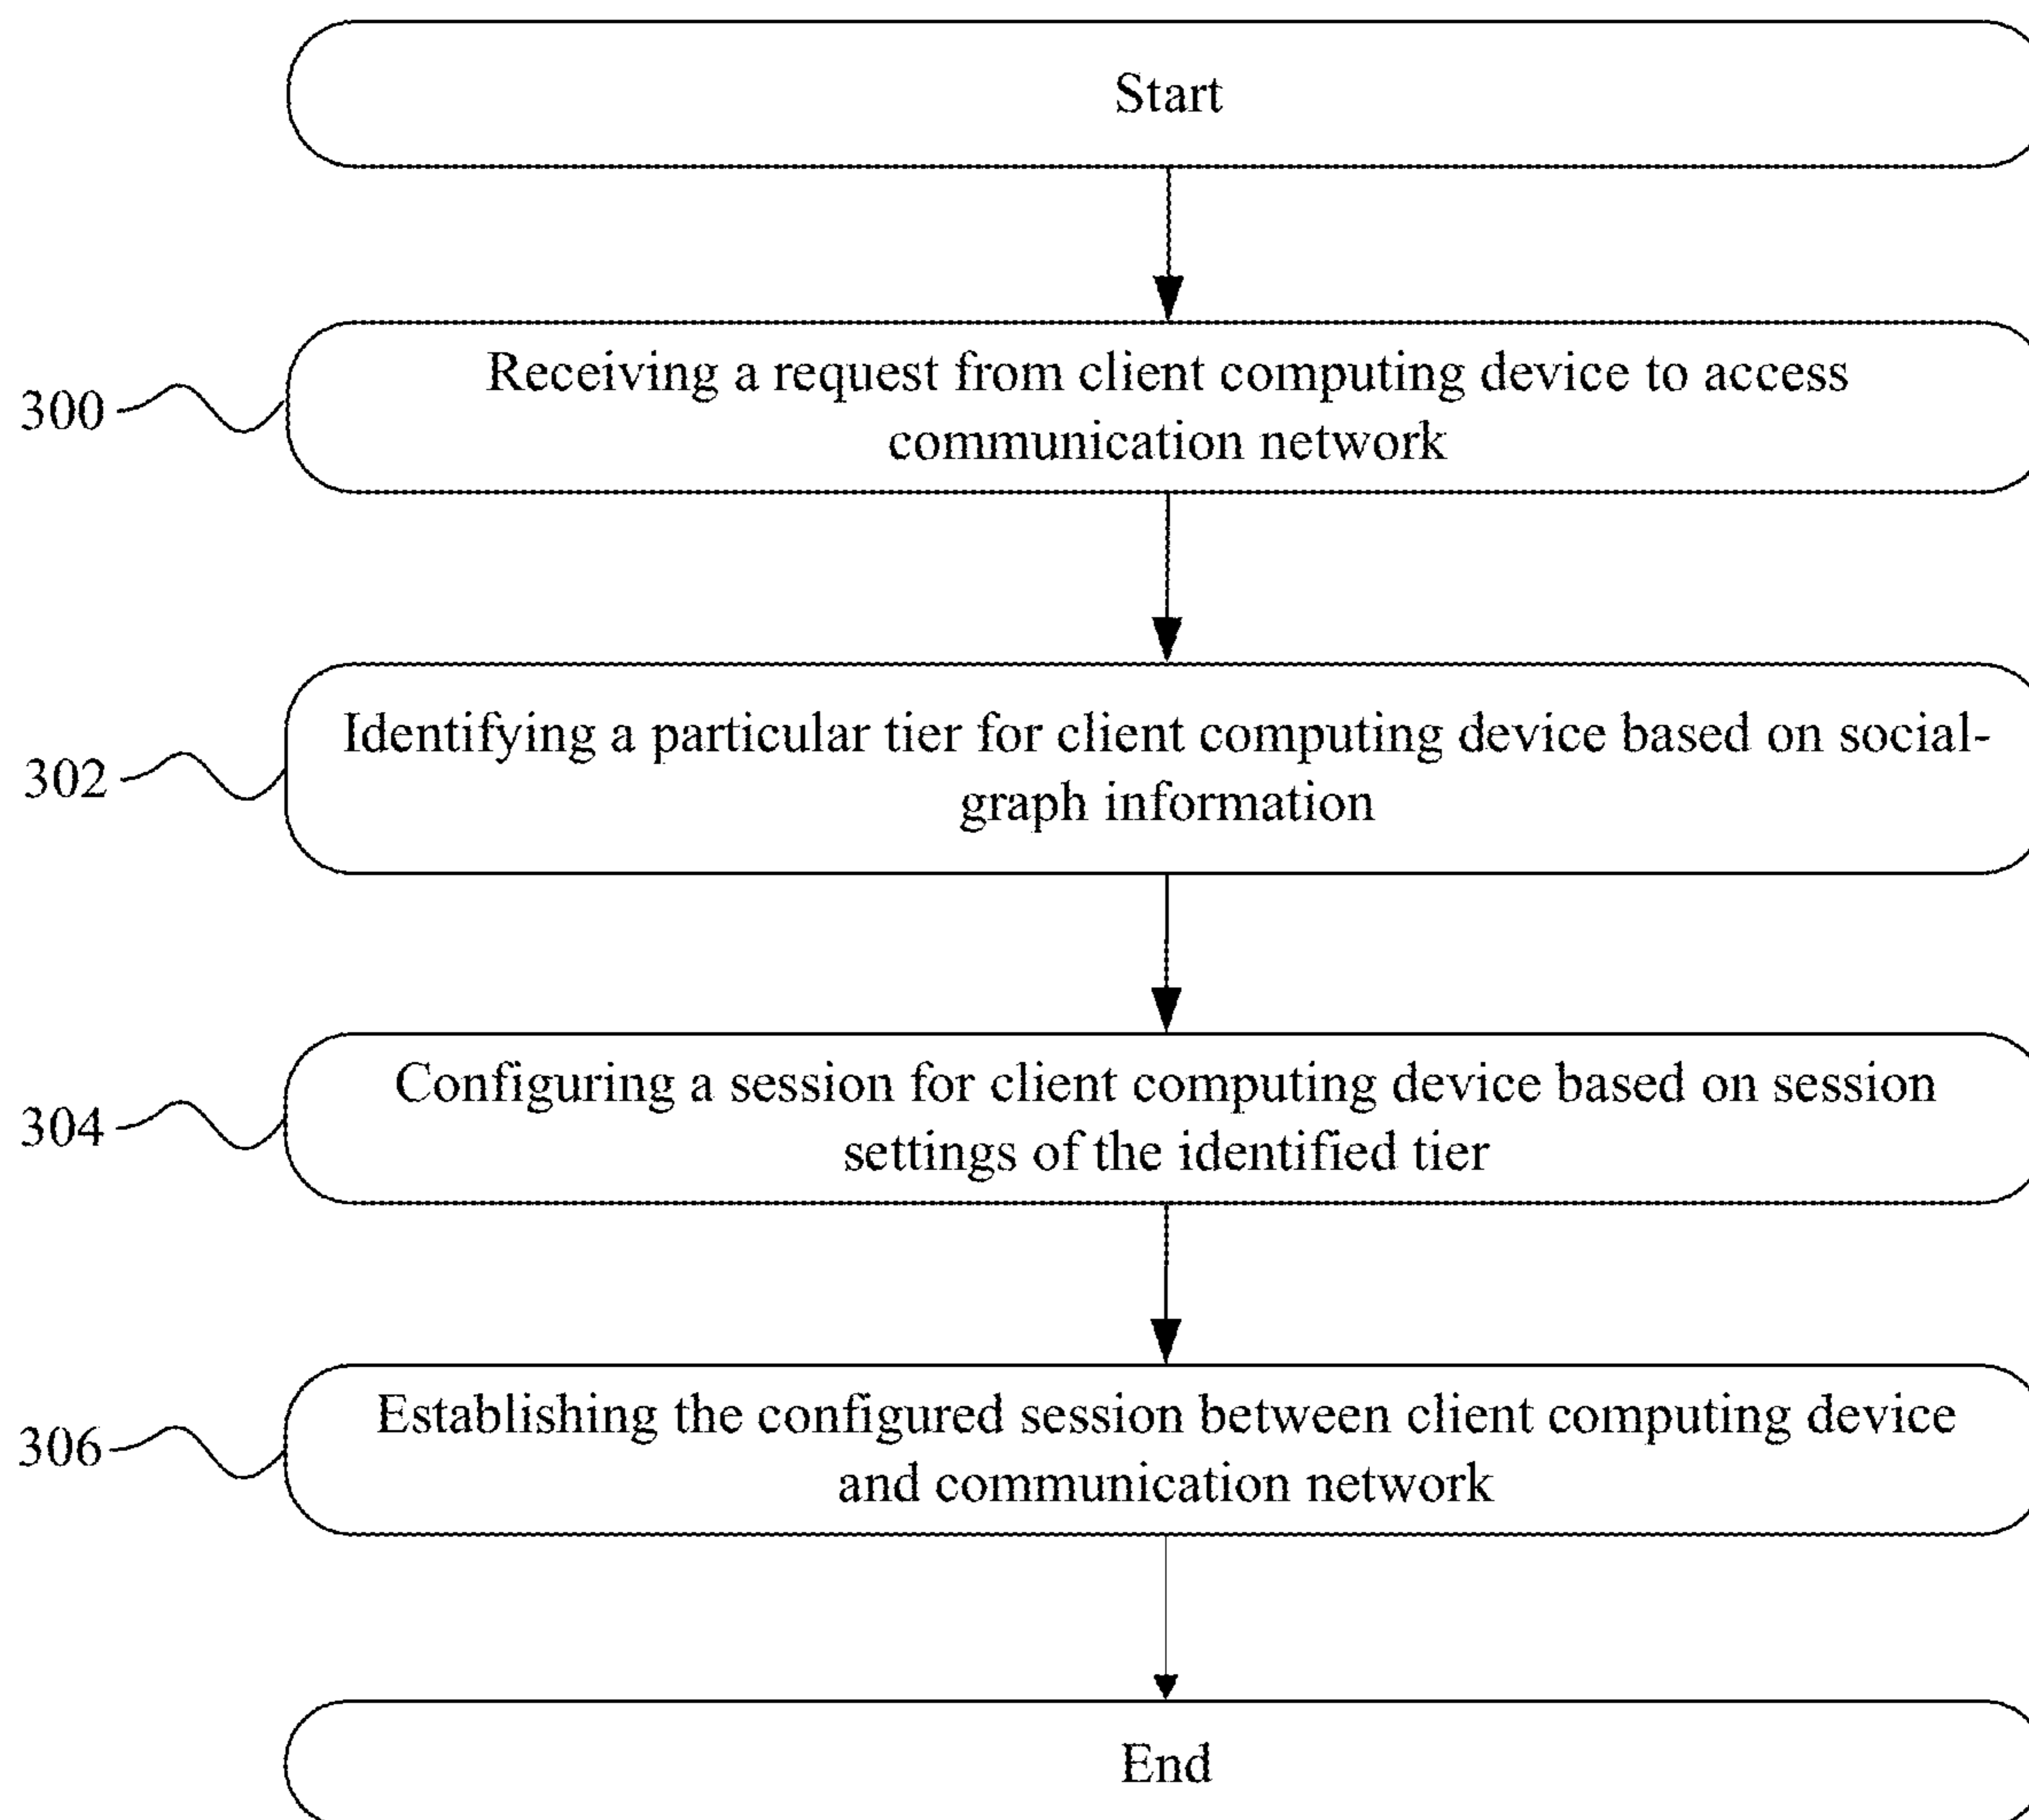 Start
300
Receiving a request from client computing device to access
communication network
302
Identifying a particular tier for client computing device based on social-
graph information
304
Configuring a session for client computing device based on session
settings of the identified tier
306
Establishing the configured session between client computing device
and communication network
End